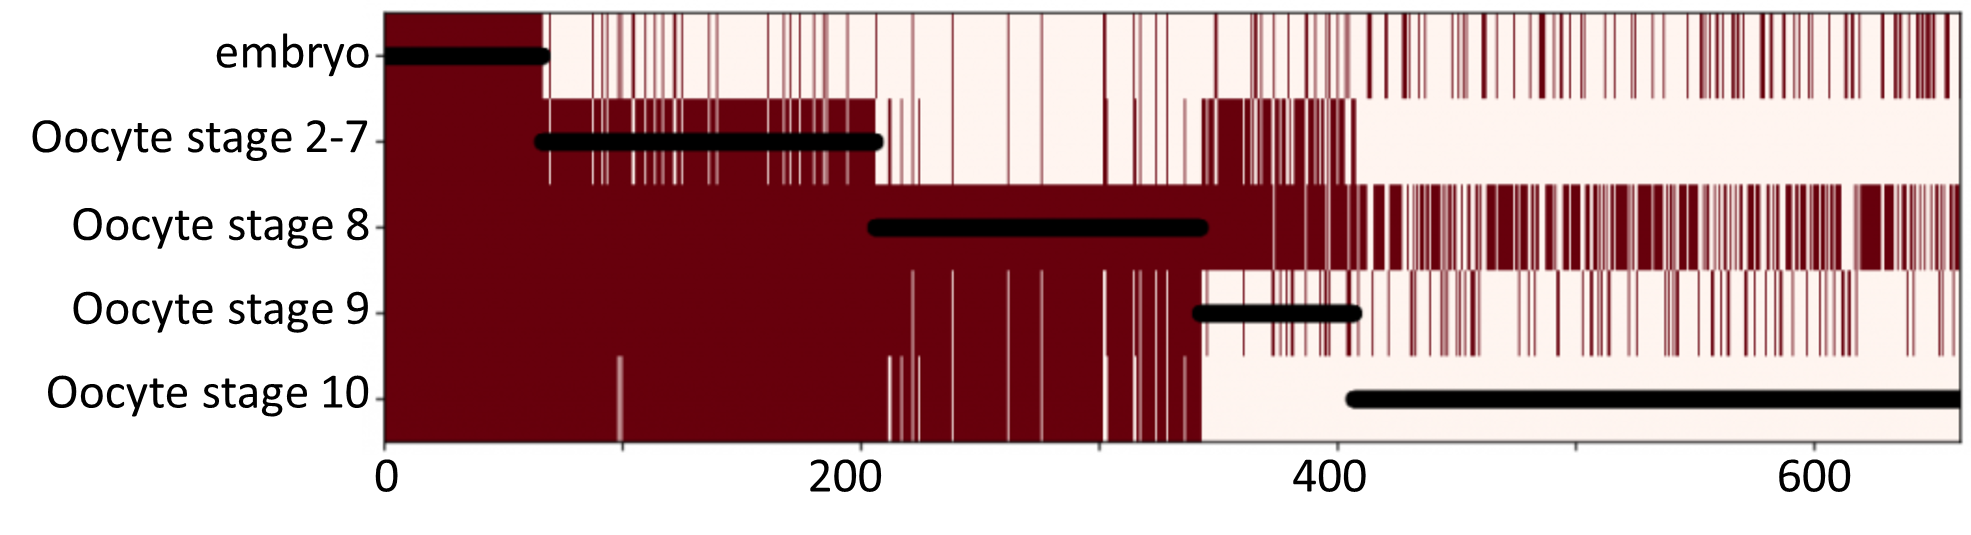 embryo
Oocyte stage 2-7
Oocyte stage 8
Oocyte stage 9
Oocyte stage 10
0 200 400 600